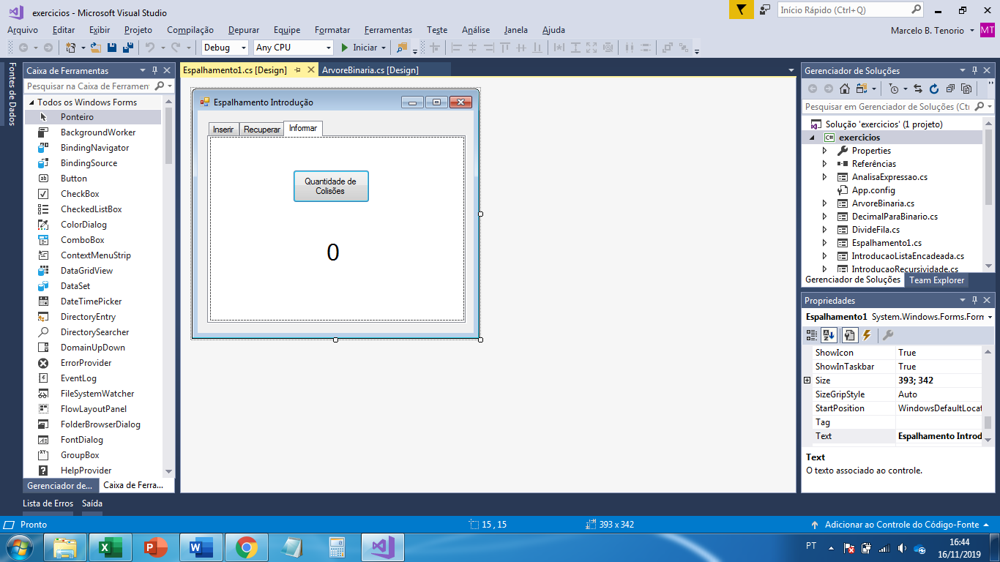 exercicios - Microsoft Visual Studio
Início Rápido (Ctrl+Q)
Arquivo Editar Exibir Projeto Compilação Depurar Equipe Formatar Ferramentas Teste Análise Janela Ajuda
Marcelo B. Tenorio MT
Debug Any CPU Iniciar
Fontes de Dados
Caixa de Ferramentas
Pesquisar na Caixa de Ferramen
Todos os Windows Forms
Ponteiro
BackgroundWorker
BindingNavigator
BindingSource
Button
CheckBox
CheckedListBox
ColorDialog
ComboBox
ContextMenuStrip
DataGridView
DataSet
DateTimePicker
DirectoryEntry
DirectorySearcher
DomainUpDown
ErrorProvider
EventLog
FileSystemWatcher
FlowLayoutPanel
FolderBrowserDialog
FontDialog
GroupBox
HelpProvider
Gerenciador de... Caixa de Ferra...
Espalhamento1.cs [Design] ArvoreBinaria.cs [Design]
Espalhamento Introdução
Inserir Recuperar Informar
Quantidade de
Colisões
0
Gerenciador de Soluções
Pesquisar em Gerenciador de Soluções (Ctr
Solução 'exercicios' (1 projeto)
C# exercicios
Properties
Referências
AnalisaExpressao.cs
App.config
ArvoreBinaria.cs
DecimalParaBinario.cs
DivideFila.cs
Espalhamento1.cs
IntroducaoListaEncadeada.cs
IntroducaoRecursividade.cs
Gerenciador de Soluções Team Explorer
Propriedades
Espalhamento1 System.Windows.Forms.Form
ShowIcon True
ShowInTaskbar True
Size 393; 342
SizeGripStyle Auto
StartPosition WindowsDefaultLocat
Tag
Text Espalhamento Introd
Text
O texto associado ao controle.
Lista de Erros Saída
Pronto 15 , 15 393 x 342 Adicionar ao Controle do Código-Fonte
PT 16:44
16/11/2019